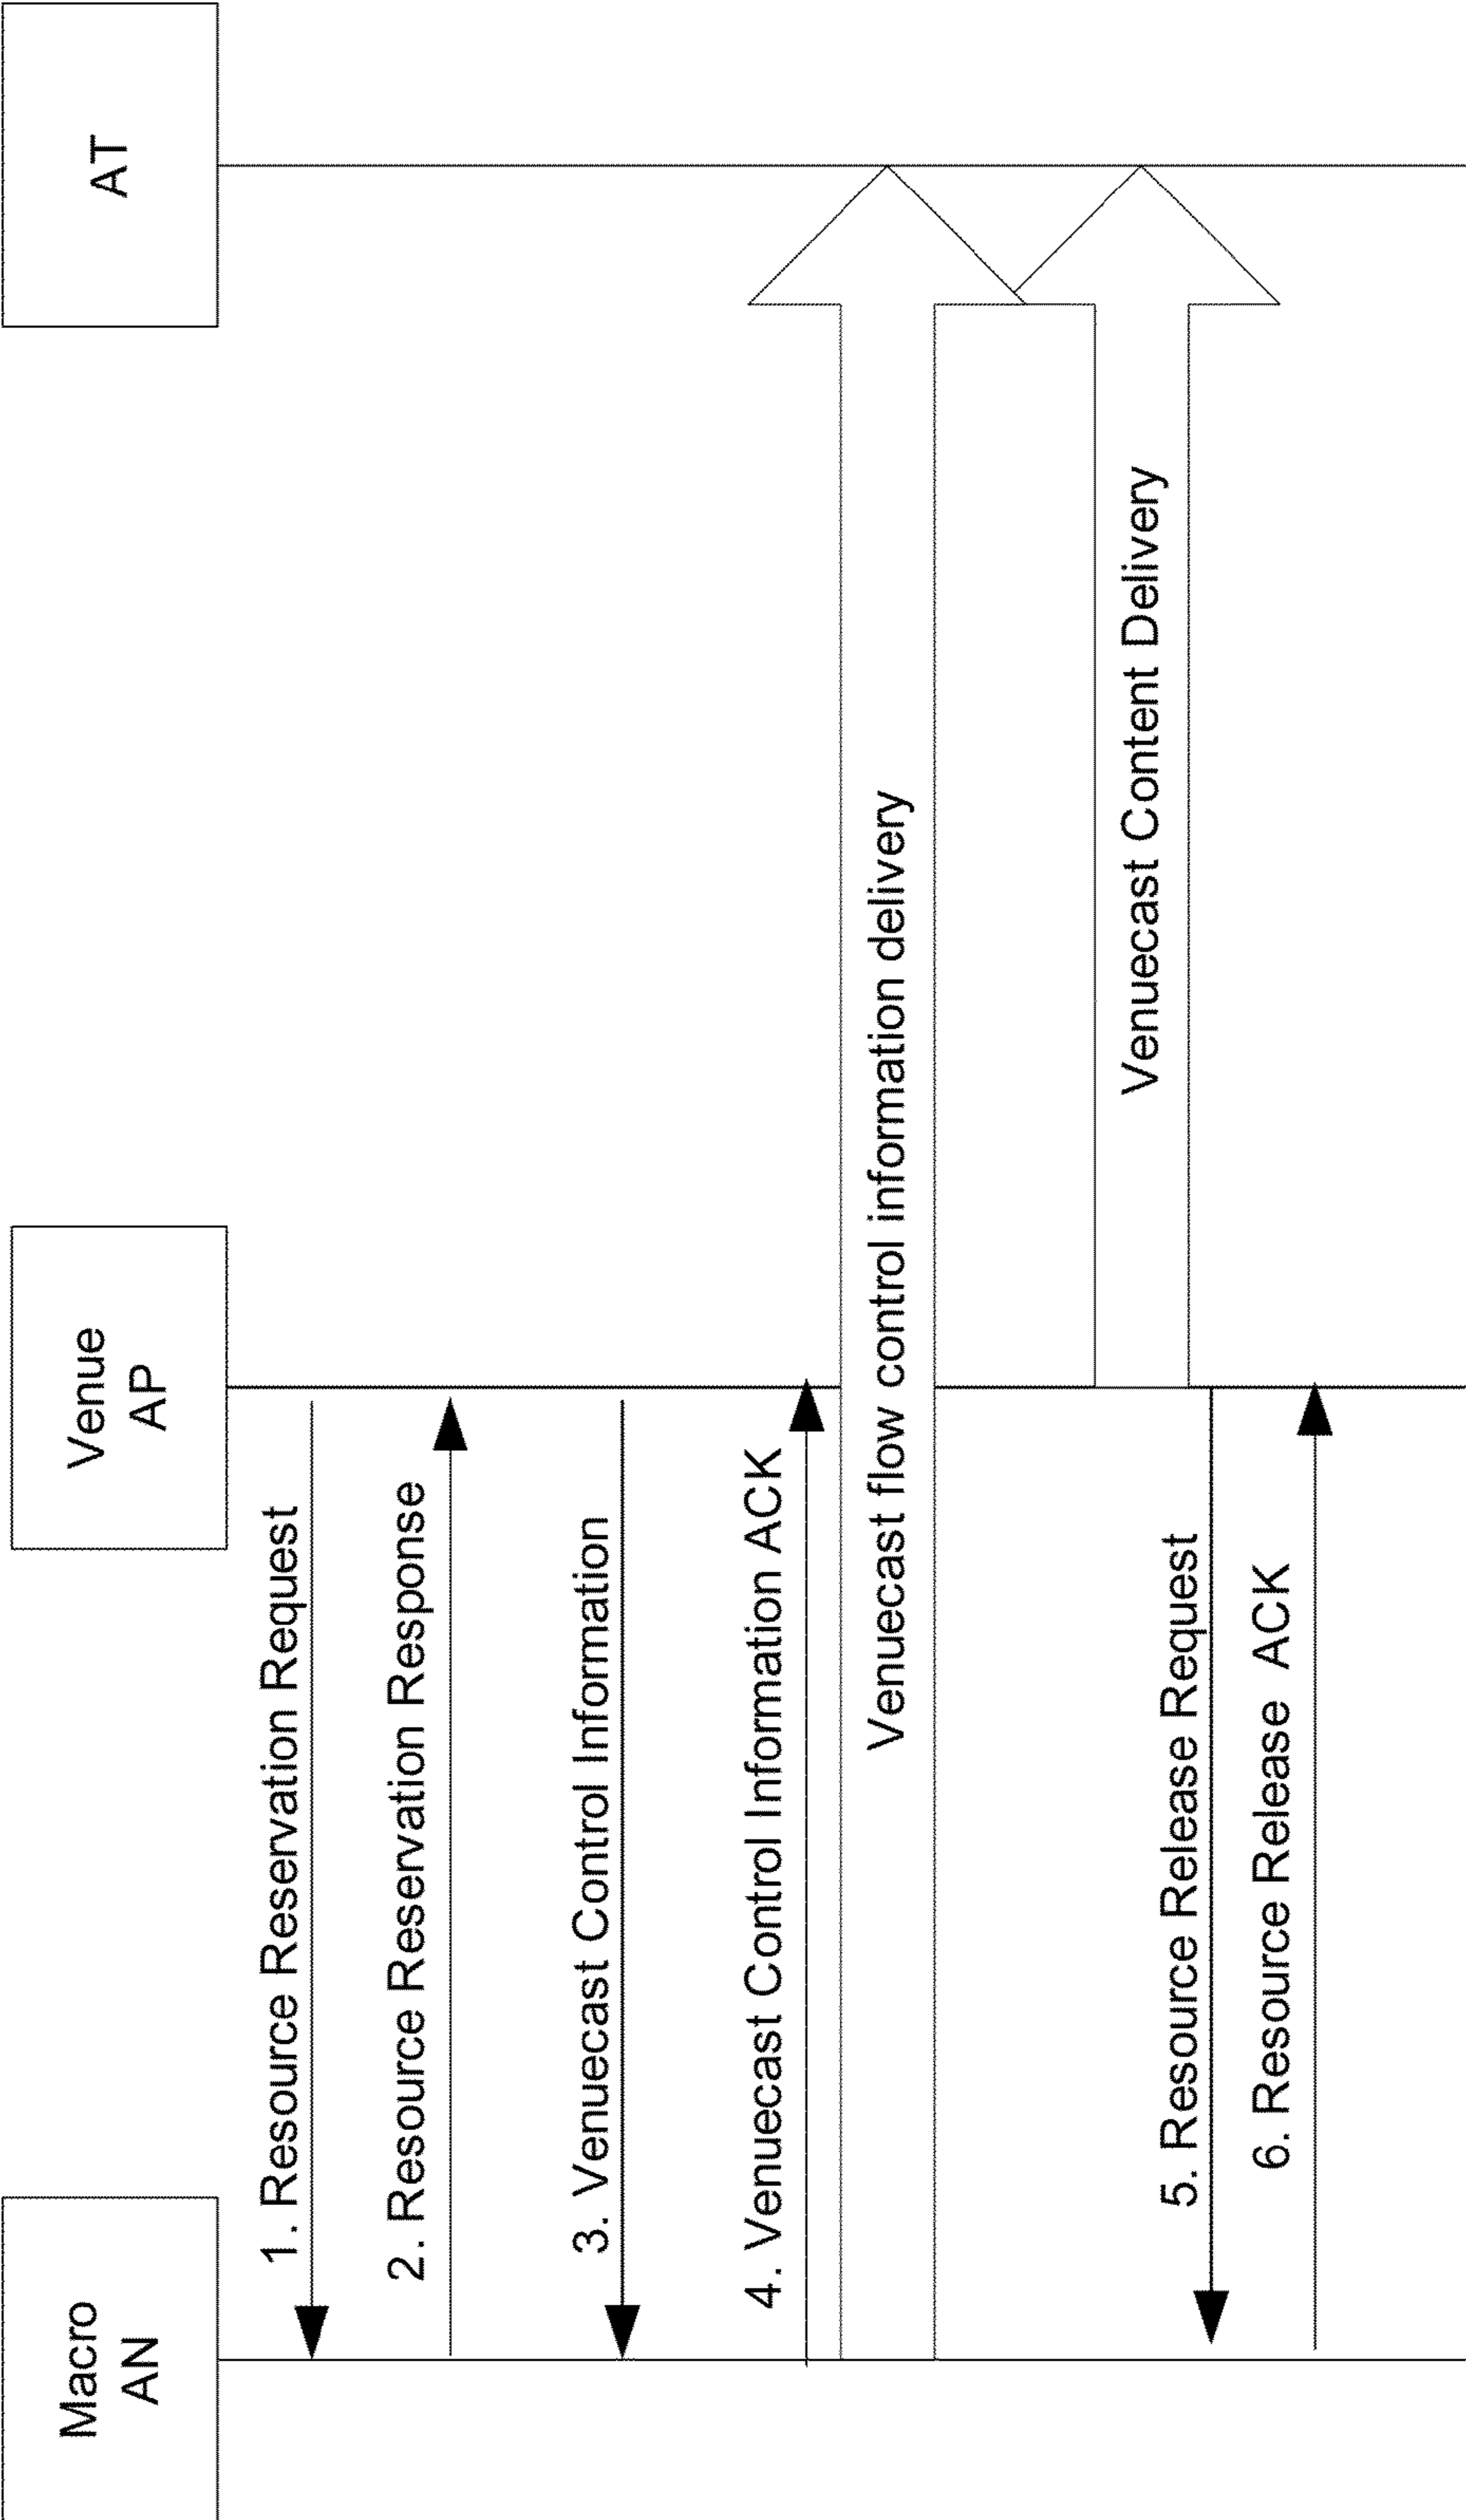 Macro
AN
Venue
AP
AT
1. Resource Reservation Request
2. Resource Reservation Response
3. Venuecast Control Information
4. Venuecast Control Information ACK
Venuecast flow control information delivery
Venuecast Content Delivery
5. Resource Release Request
6. Resource Release ACK